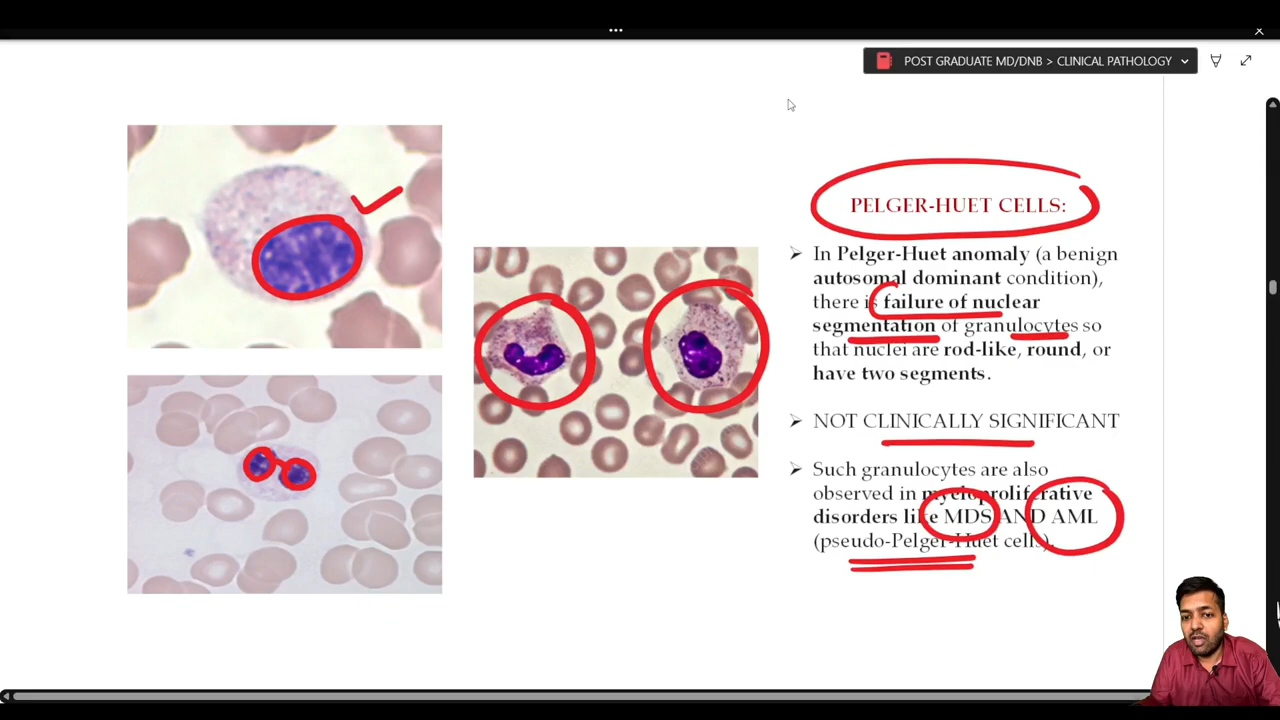 POST GRADUATE MD/DNB > CLINICAL PATHOLOGY
PELGER-HUET CELLS:
In Pelger-Huet anomaly (a benign
autosomal dominant condition),
there is failure of nuclear
segmentation of granulocytes so
that nuclei are rod-like, round, or
have two segments.
NOT CLINICALLY SIGNIFICANT
Such granulocytes are also
observed in myeloproliferative
disorders like MDS AND AML
(pseudo-Pelger-Huet cells).